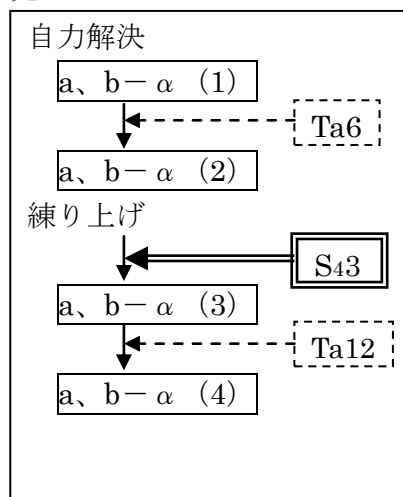 自力解決
a、b－α（1）
Ta6
a、b－α（2）
練り上げ
S43
a、b－α（3）
Ta12
a、b－α（4）